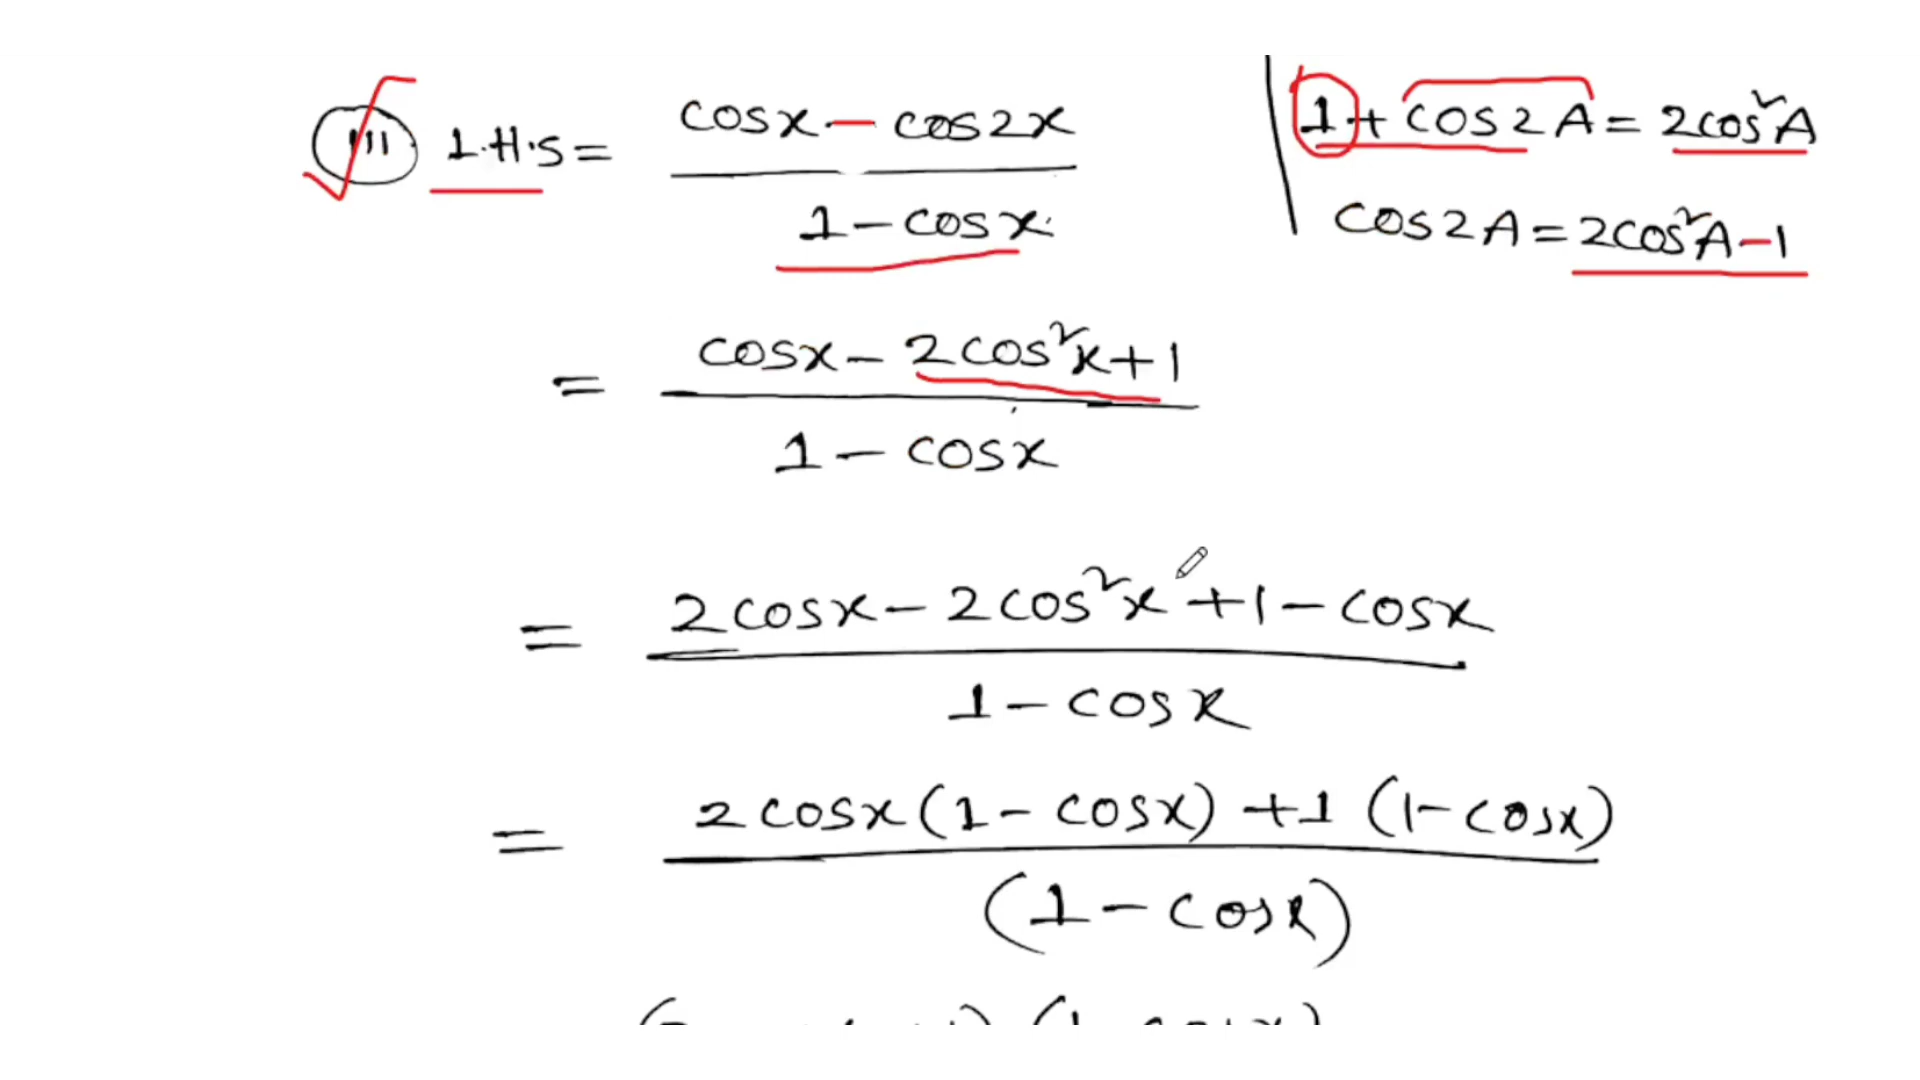 III L.H.S = (cosx - cos2x) / (1 - cosx)
1 + cos2A = 2cos²A
cos2A = 2cos²A - 1
= (cosx - 2cos²x + 1) / (1 - cosx)
= (2cosx - 2cos²x + 1 - cosx) / (1 - cosx)
= (2cosx(1 - cosx) + 1(1 - cosx)) / (1 - cosx)